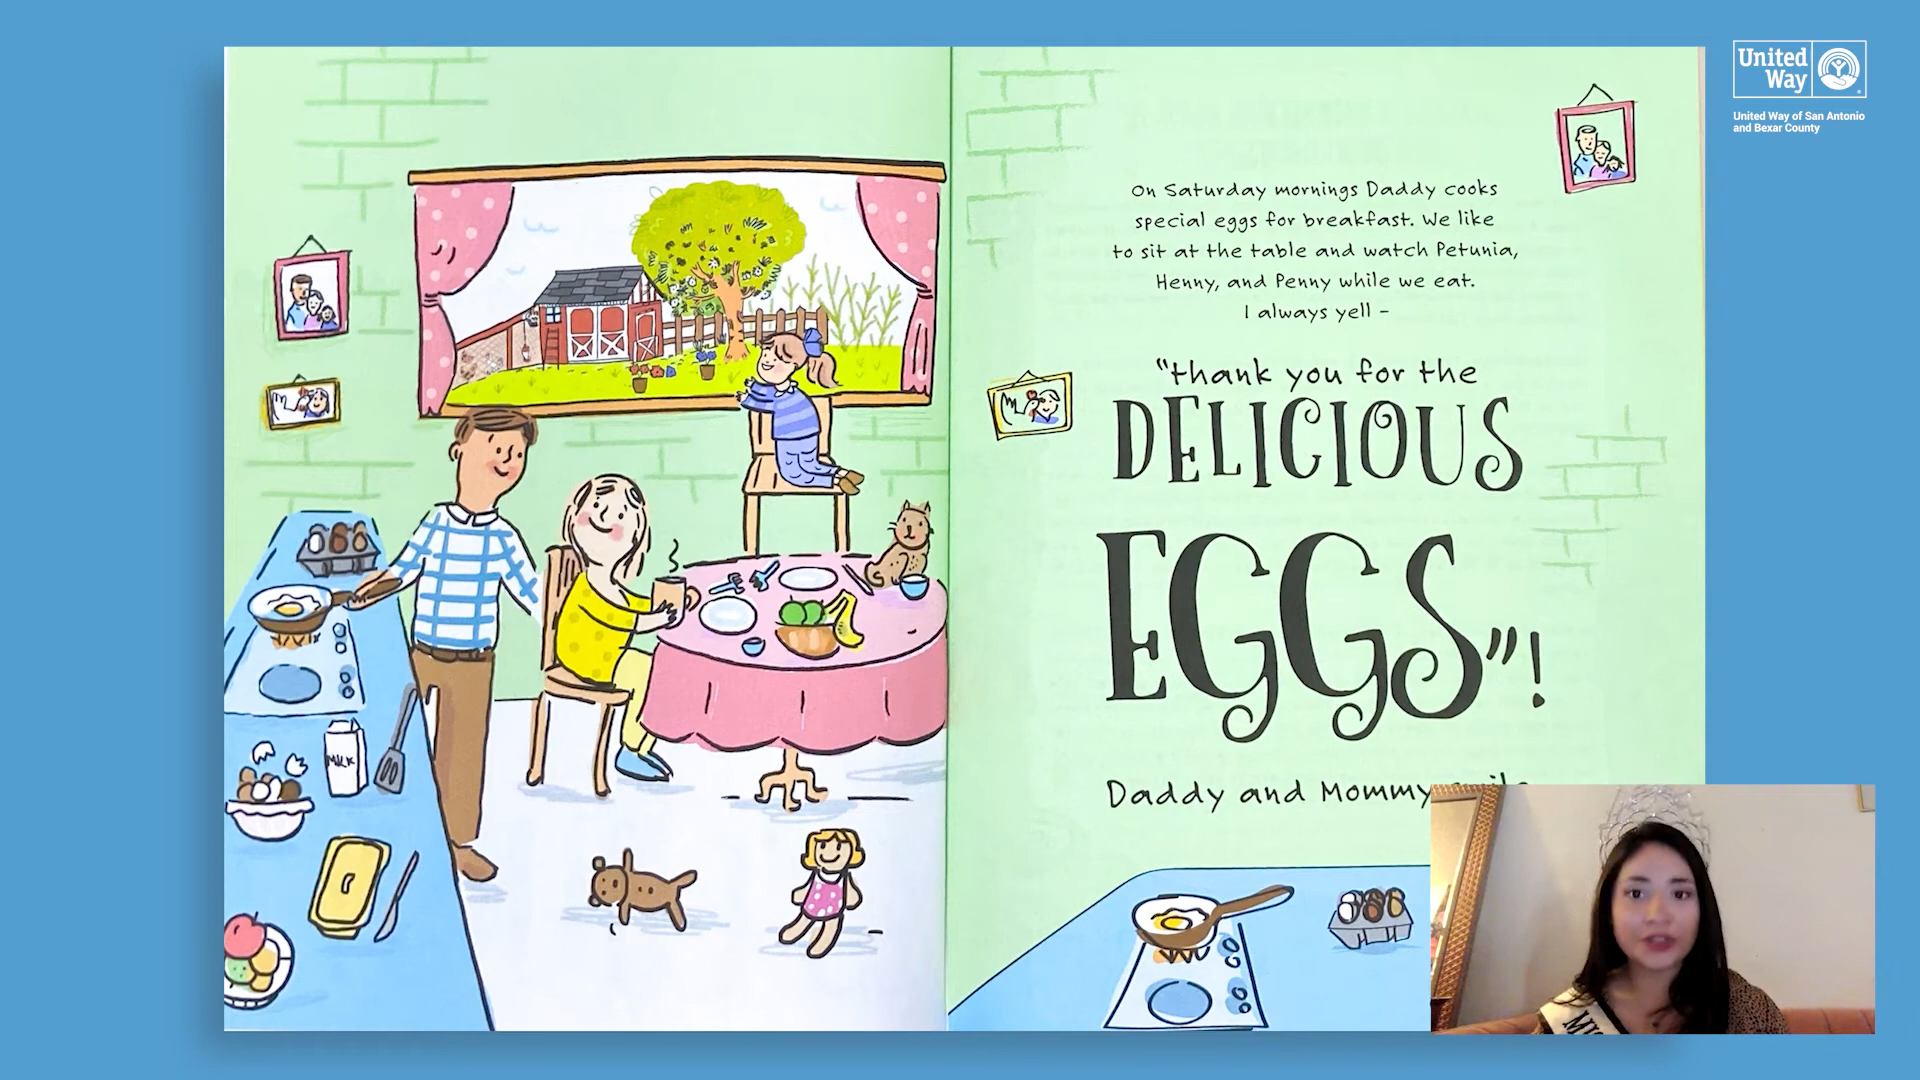 On Saturday mornings Daddy cooks
special eggs for breakfast. We like
to sit at the table and watch Petunia,
Henny, and Penny while we eat.
I always yell -
"thank you for the
DELICIOUS
EGGS"!
Daddy and Mommy
MILK
United
Way
United Way of San Antonio
and Bexar County